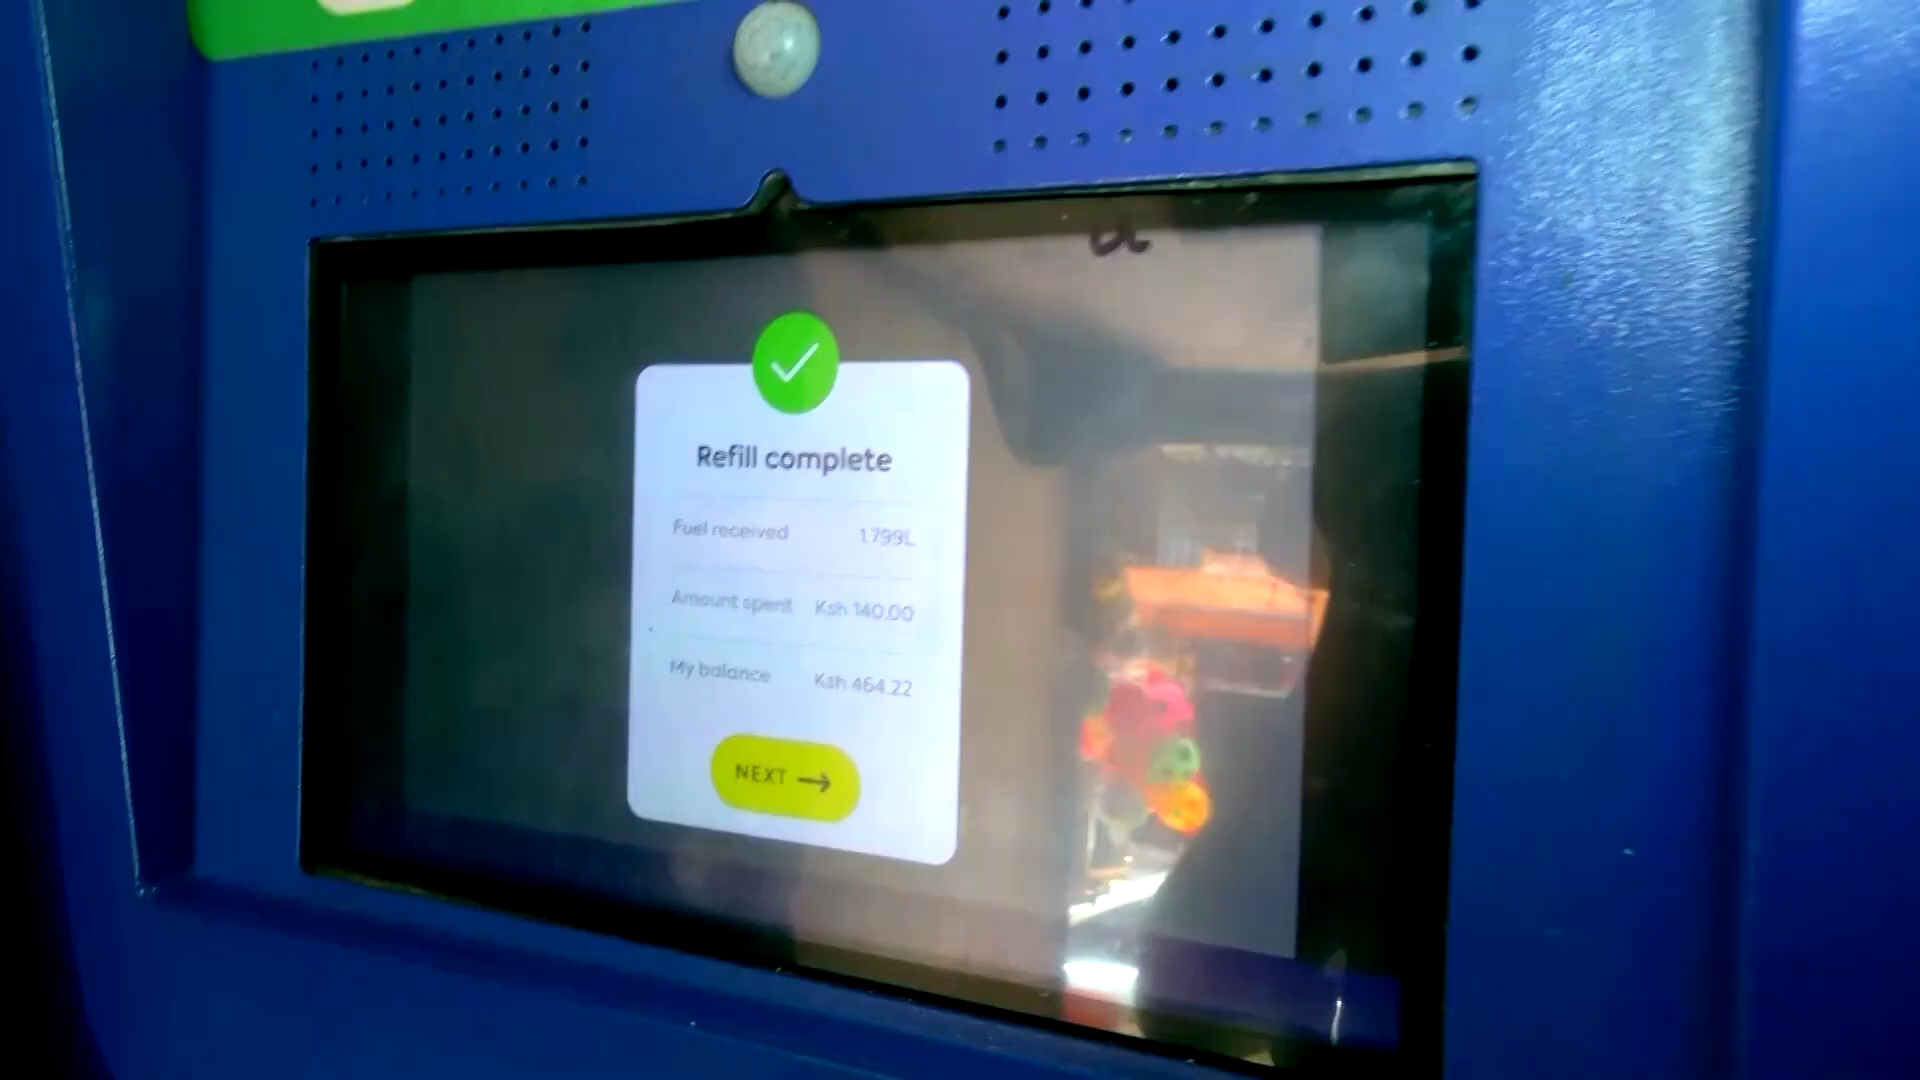 Refill complete
Fuel received 1.799L
Amount spent Ksh 140.00
My balance Ksh 464.22
NEXT